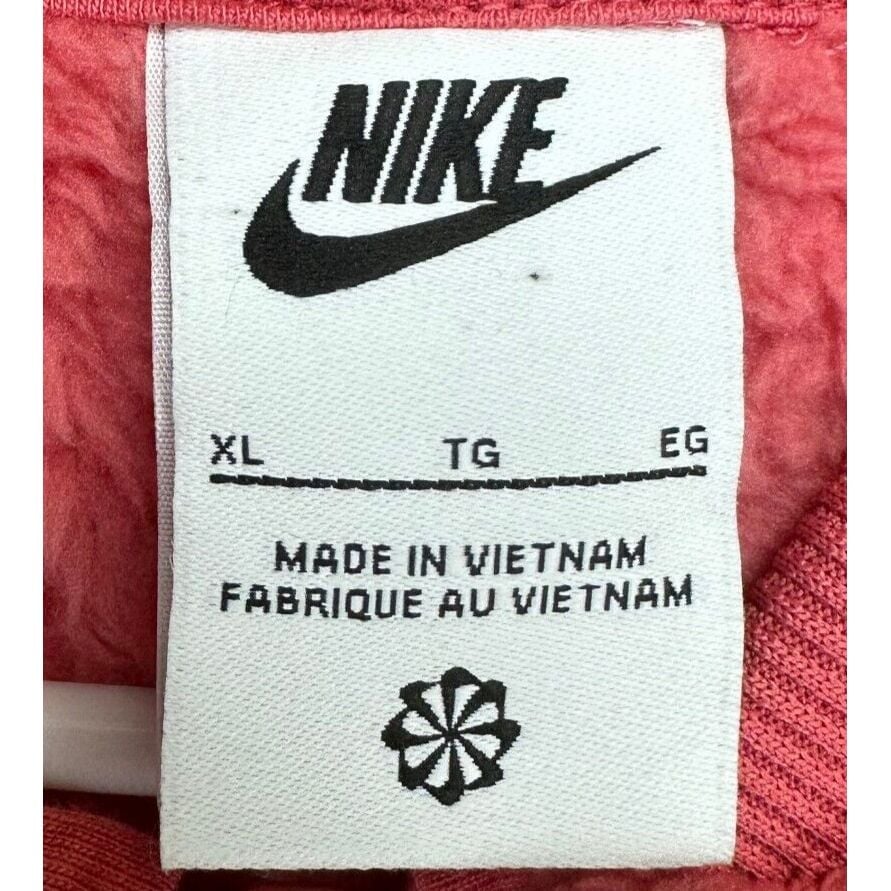 NIKE
XL TG EG
MADE IN VIETNAM
FABRIQUE AU VIETNAM